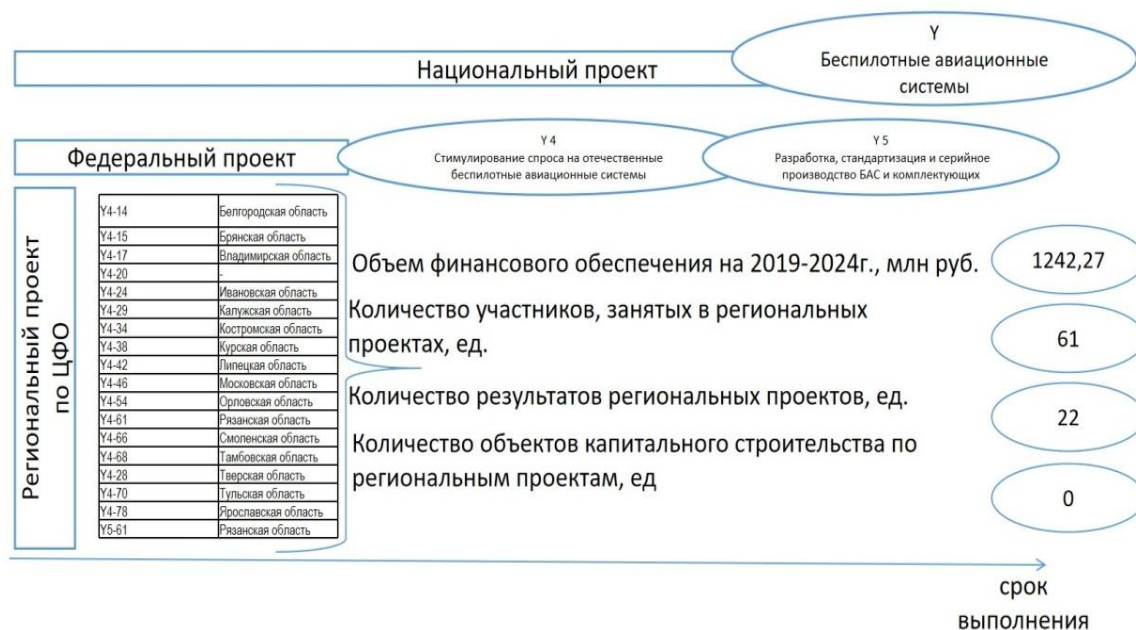 Y
Беспилотные авиационные
системы
Национальный проект
Федеральный проект
Y 4
Стимулирование спроса на отечественные
беспилотные авиационные системы
Y 5
Разработка, стандартизация и серийное
производство БАС и комплектующих
Региональный проект
по ЦФО
Y4-14 Белгородская область
Y4-15 Брянская область
Y4-17 Владимирская область
Y4-20 -
Y4-24 Ивановская область
Y4-29 Калужская область
Y4-34 Костромская область
Y4-38 Курская область
Y4-42 Липецкая область
Y4-46 Московская область
Y4-54 Орловская область
Y4-61 Рязанская область
Y4-66 Смоленская область
Y4-68 Тамбовская область
Y4-28 Тверская область
Y4-70 Тульская область
Y4-78 Ярославская область
Y5-61 Рязанская область
Объем финансового обеспечения на 2019-2024г., млн руб.
1242,27
Количество участников, занятых в региональных
проектах, ед.
61
Количество результатов региональных проектов, ед.
22
Количество объектов капитального строительства по
региональным проектам, ед
0
срок
выполнения